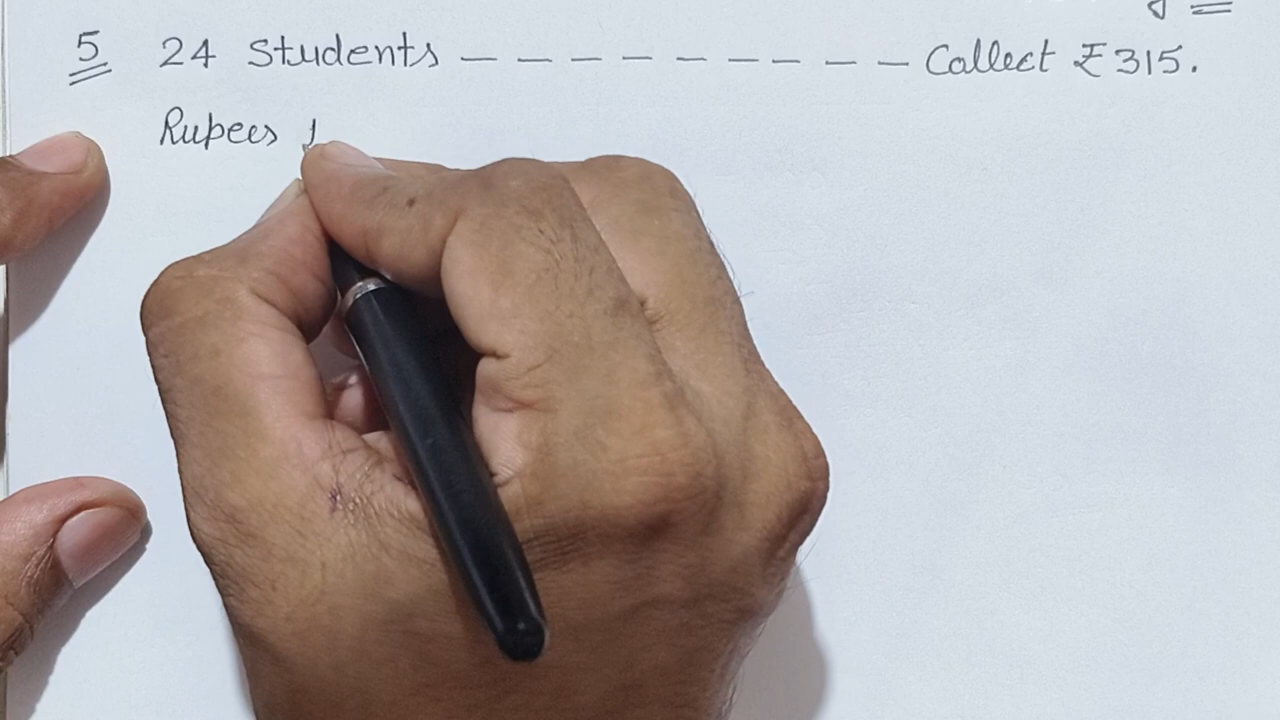 5 24 Students – – – – – – – – – Collect ₹315.
Rupees